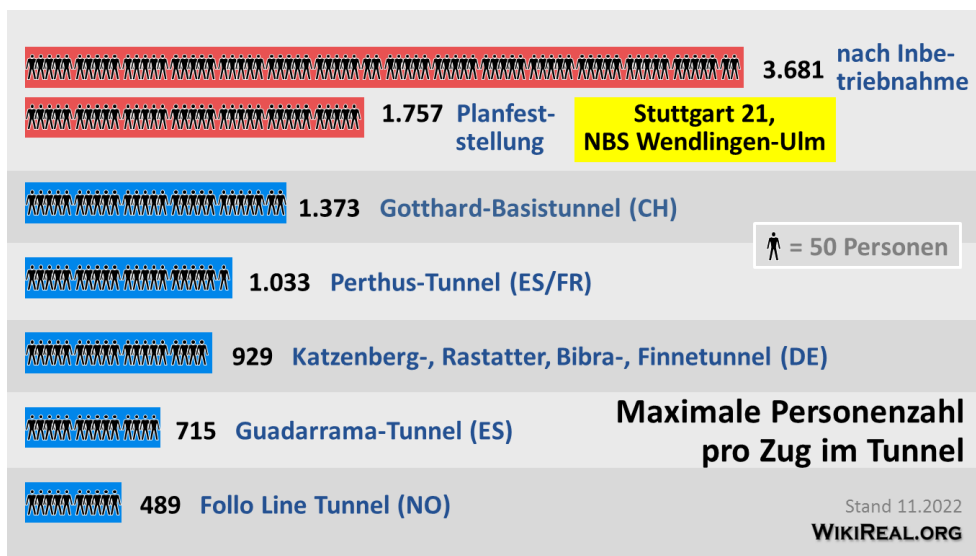 3.681 nach Inbe-
triebnahme
1.757 Planfest-
stellung
Stuttgart 21,
NBS Wendlingen-Ulm
1.373 Gotthard-Basistunnel (CH)
= 50 Personen
1.033 Perthus-Tunnel (ES/FR)
929 Katzenberg-, Rastatter, Bibra-, Finnetunnel (DE)
Maximale Personenzahl
pro Zug im Tunnel
715 Guadarrama-Tunnel (ES)
489 Follo Line Tunnel (NO)
Stand 11.2022
WIKIREAL.ORG